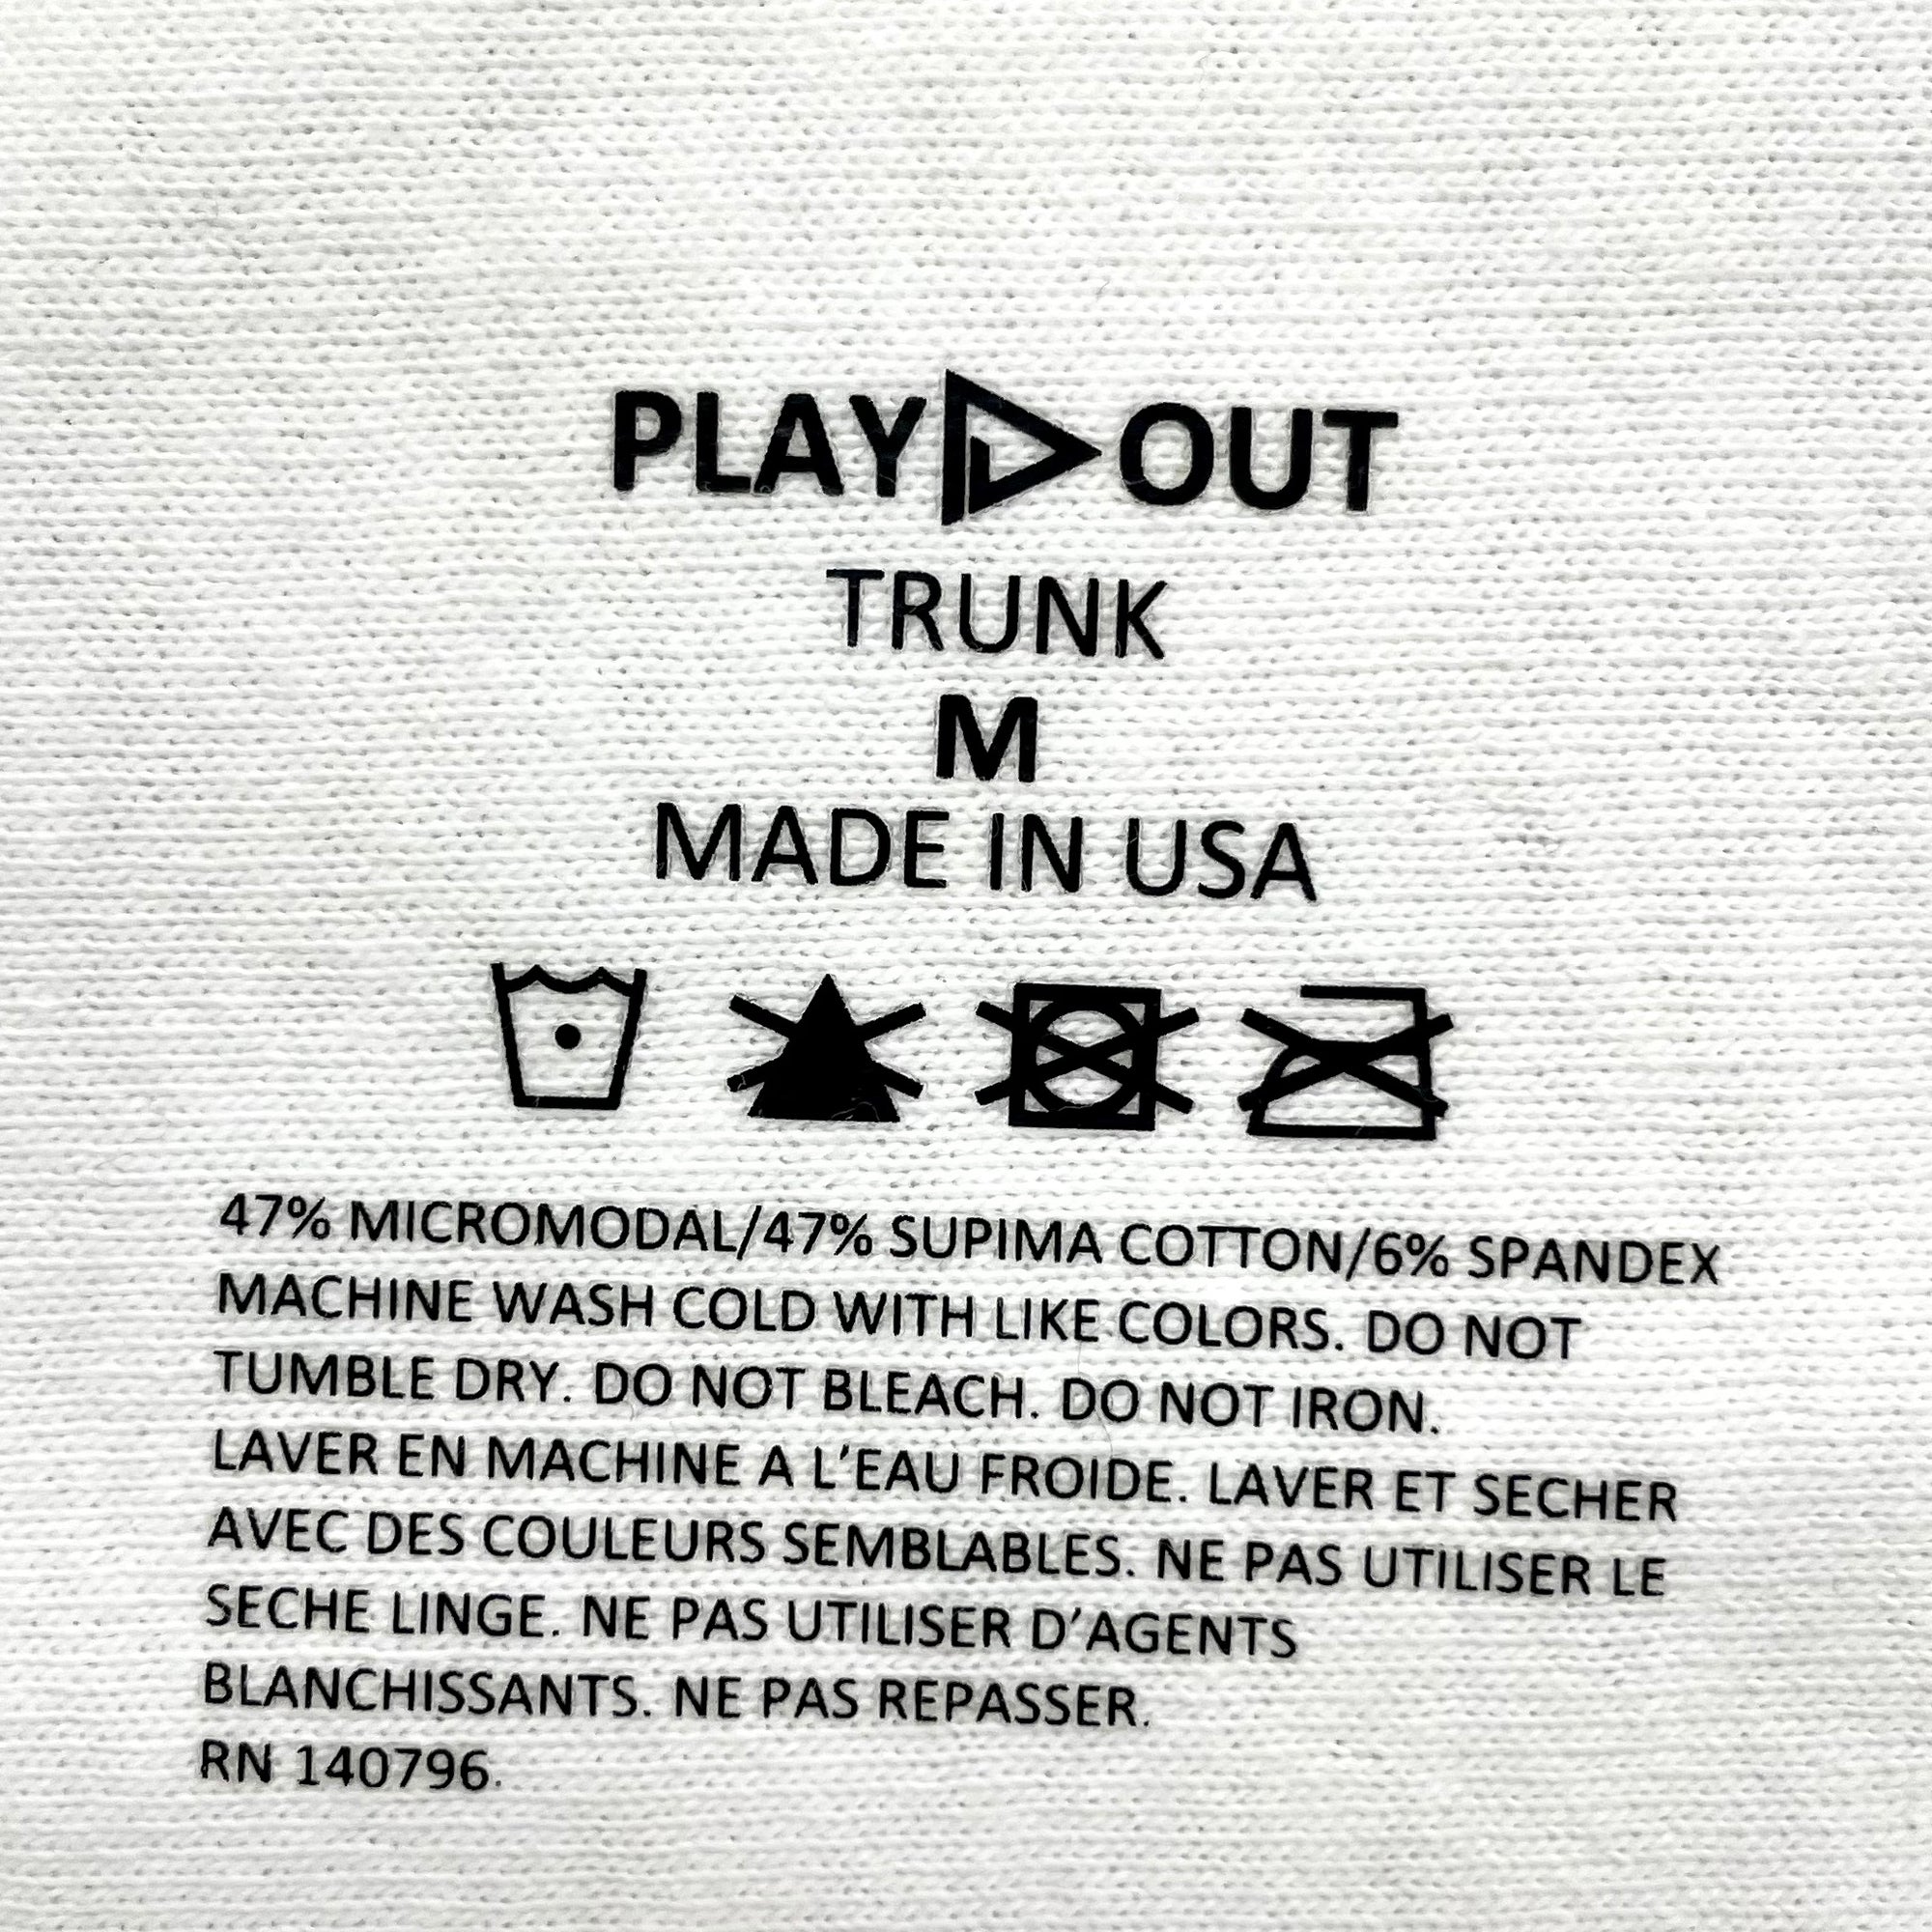 PLAY OUT
TRUNK
M
MADE IN USA
47% MICROMODAL/47% SUPIMA COTTON/6% SPANDEX
MACHINE WASH COLD WITH LIKE COLORS. DO NOT
TUMBLE DRY. DO NOT BLEACH. DO NOT IRON.
LAVER EN MACHINE A L'EAU FROIDE. LAVER ET SECHER
AVEC DES COULEURS SEMBLABLES. NE PAS UTILISER LE
SECHE LINGE. NE PAS UTILISER D'AGENTS
BLANCHISSANTS. NE PAS REPASSER.
RN 140796.